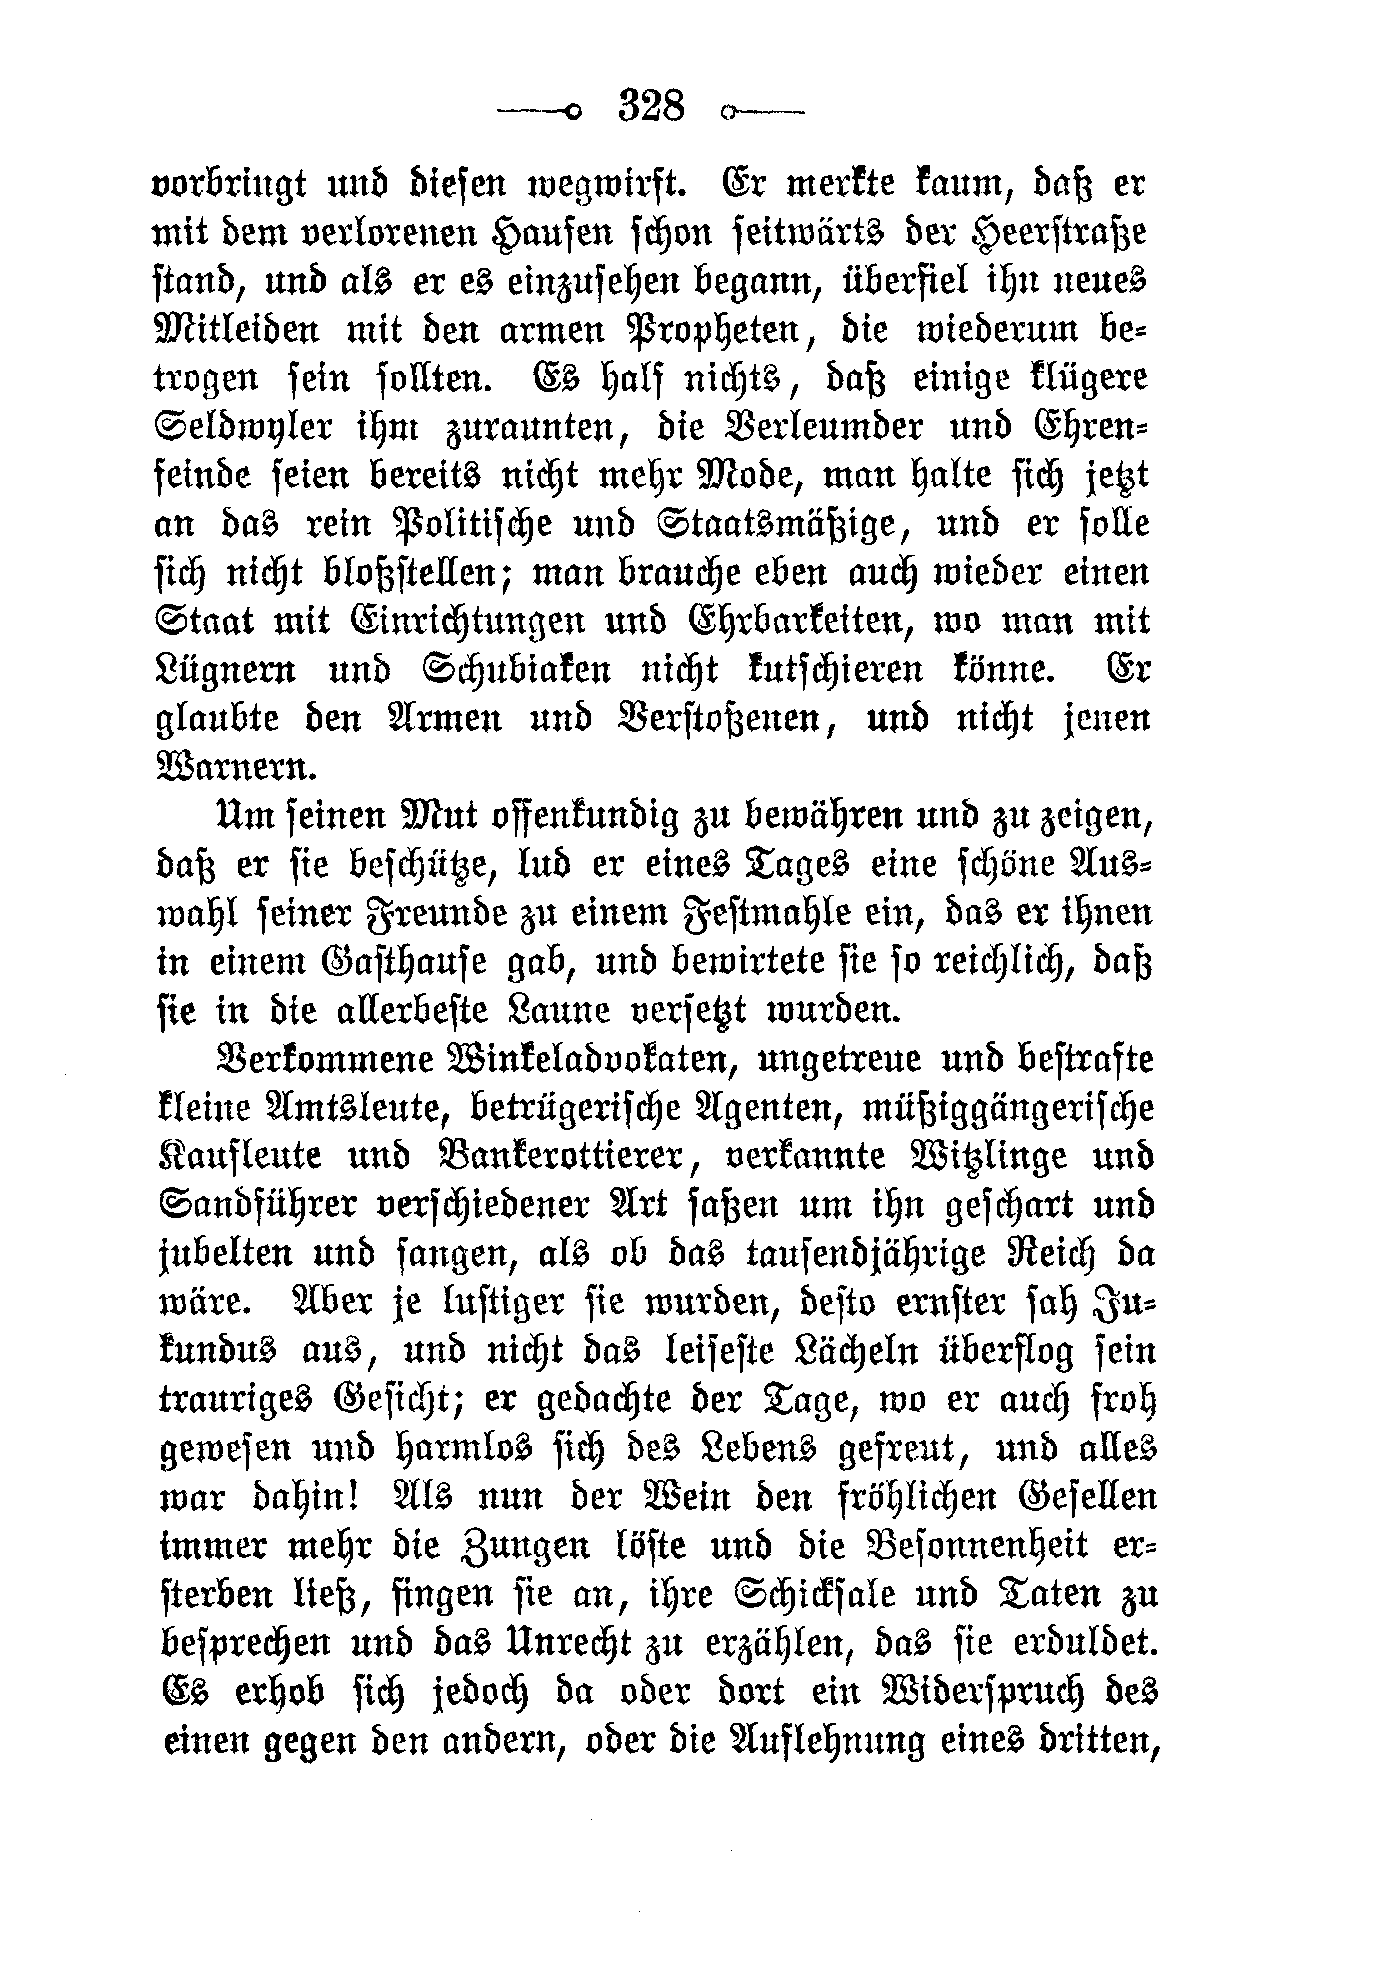 328
vorbringt und diesen wegwirft. Er merkte kaum, daß er
mit dem verlorenen Haufen schon seitwärts der Heerstraße
stand, und als er es einzusehen begann, überfiel ihn neues
Mitleiden mit den armen Propheten, die wiederum be-
trogen sein sollten. Es half nichts, daß einige klügere
Seldwyler ihm zuraunten, die Verleumder und Ehren-
feinde seien bereits nicht mehr Mode, man halte sich jetzt
an das rein Politische und Staatsmäßige, und er solle
sich nicht bloßstellen; man brauche eben auch wieder einen
Staat mit Einrichtungen und Ehrbarkeiten, wo man mit
Lügnern und Schubiaken nicht kutschieren könne. Er
glaubte den Armen und Verstoßenen, und nicht jenen
Warnern.
Um seinen Mut offenkundig zu bewähren und zu zeigen,
daß er sie beschütze, lud er eines Tages eine schöne Aus-
wahl seiner Freunde zu einem Festmahle ein, das er ihnen
in einem Gasthause gab, und bewirtete sie so reichlich, daß
sie in die allerbeste Laune versetzt wurden.
Verkommene Winkeladvokaten, ungetreue und bestrafte
kleine Amtsleute, betrügerische Agenten, müßiggängerische
Kaufleute und Bankerottierer, verkannte Witzlinge und
Sandführer verschiedener Art saßen um ihn geschart und
jubelten und sangen, als ob das tausendjährige Reich da
wäre. Aber je lustiger sie wurden, desto ernster sah Ju-
kundus aus, und nicht das leiseste Lächeln überflog sein
trauriges Gesicht; er gedachte der Tage, wo er auch froh
gewesen und harmlos sich des Lebens gefreut, und alles
war dahin! Als nun der Wein den fröhlichen Gesellen
immer mehr die Zungen löste und die Besonnenheit er-
sterben ließ, fingen sie an, ihre Schicksale und Taten zu
besprechen und das Unrecht zu erzählen, das sie erduldet.
Es erhob sich jedoch da oder dort ein Widerspruch des
einen gegen den andern, oder die Auflehnung eines dritten,